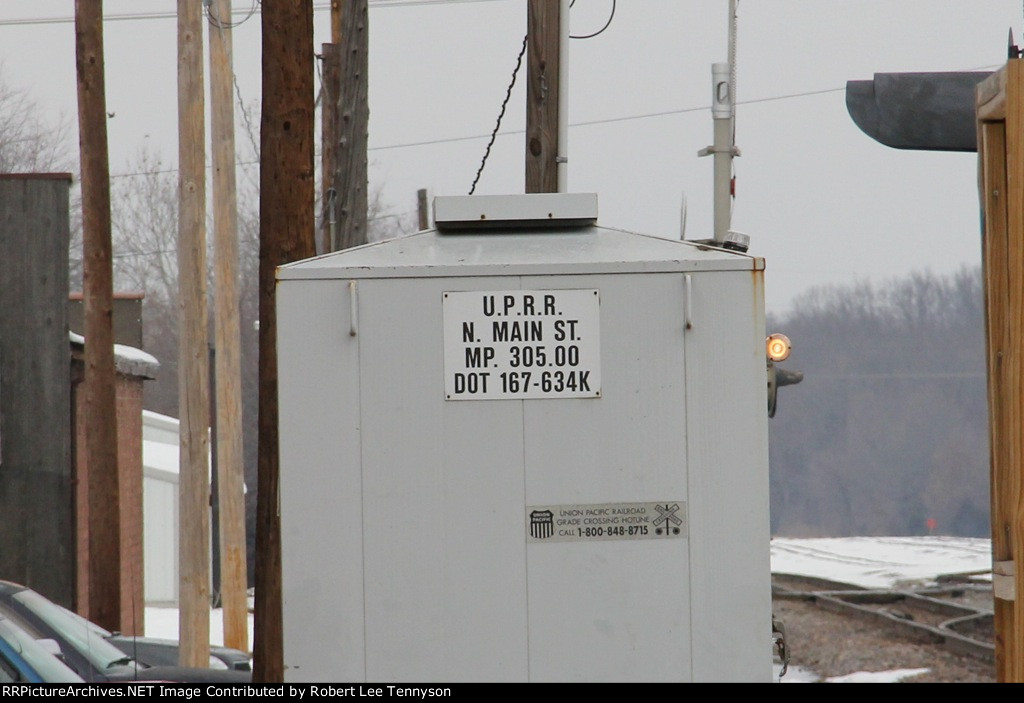 U.P.R.R.
N. MAIN ST.
MP. 305.00
DOT 167-634K
UNION PACIFIC RAILROAD
GRADE CROSSING HOTLINE
CALL 1-800-848-8715
RRPictureArchives.NET Image Contributed by Robert Lee Tennyson